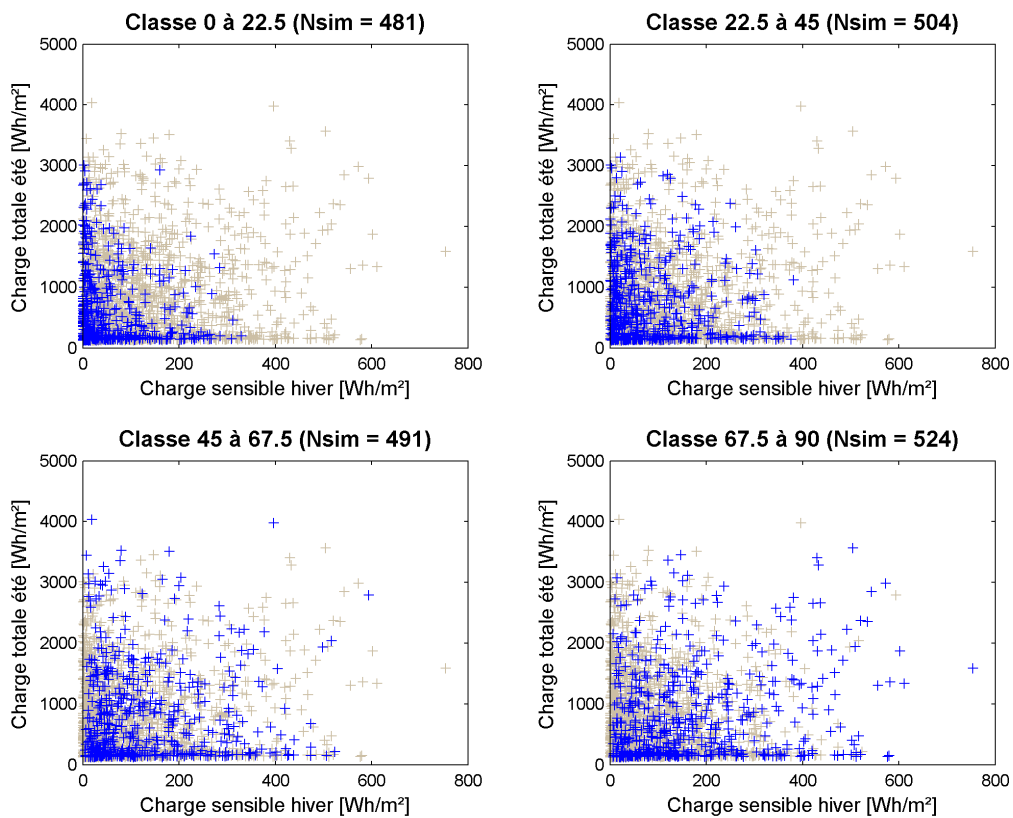 Classe 0 à 22.5 (Nsim = 481)
5000
4000
3000
2000
1000
0
Charge totale été [Wh/m²]
0 200 400 600 800
Charge sensible hiver [Wh/m²]
Classe 22.5 à 45 (Nsim = 504)
5000
4000
3000
2000
1000
0
Charge totale été [Wh/m²]
0 200 400 600 800
Charge sensible hiver [Wh/m²]
Classe 45 à 67.5 (Nsim = 491)
5000
4000
3000
2000
1000
0
Charge totale été [Wh/m²]
0 200 400 600 800
Charge sensible hiver [Wh/m²]
Classe 67.5 à 90 (Nsim = 524)
5000
4000
3000
2000
1000
0
Charge totale été [Wh/m²]
0 200 400 600 800
Charge sensible hiver [Wh/m²]